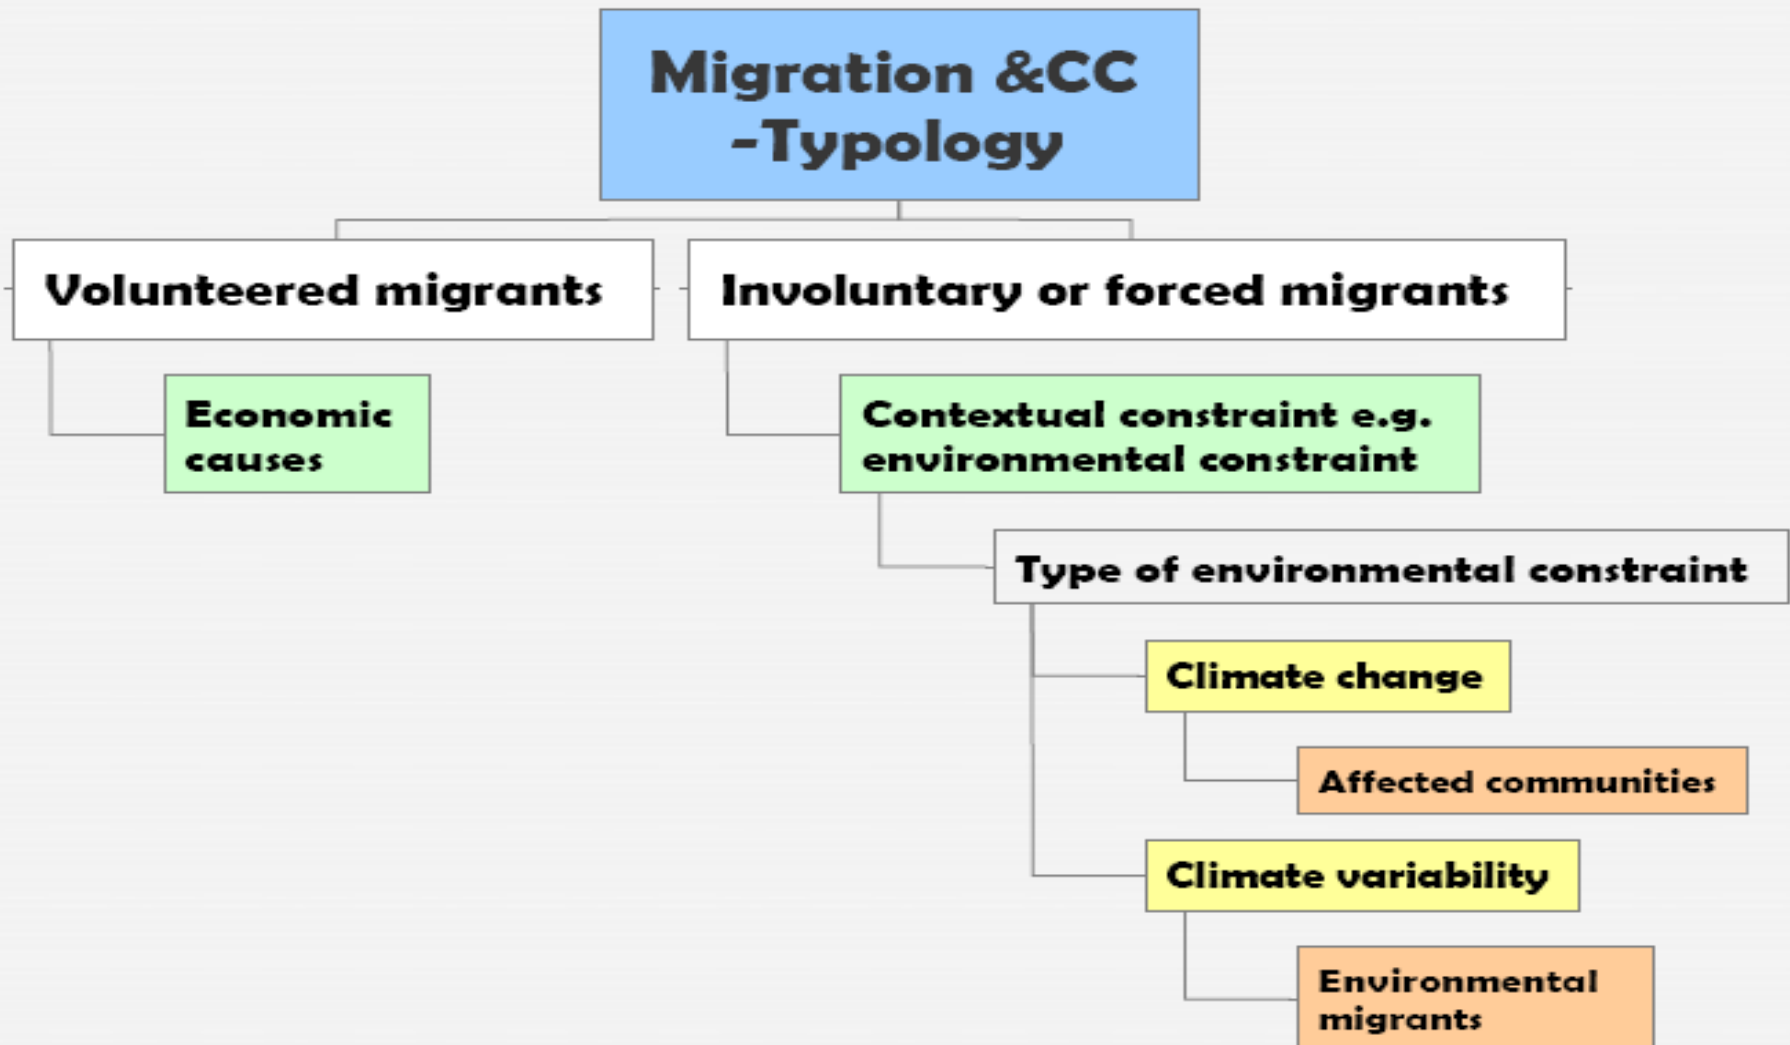 Migration &CC
-Typology
Volunteered migrants
Involuntary or forced migrants
Economic
causes
Contextual constraint e.g.
environmental constraint
Type of environmental constraint
Climate change
Affected communities
Climate variability
Environmental
migrants